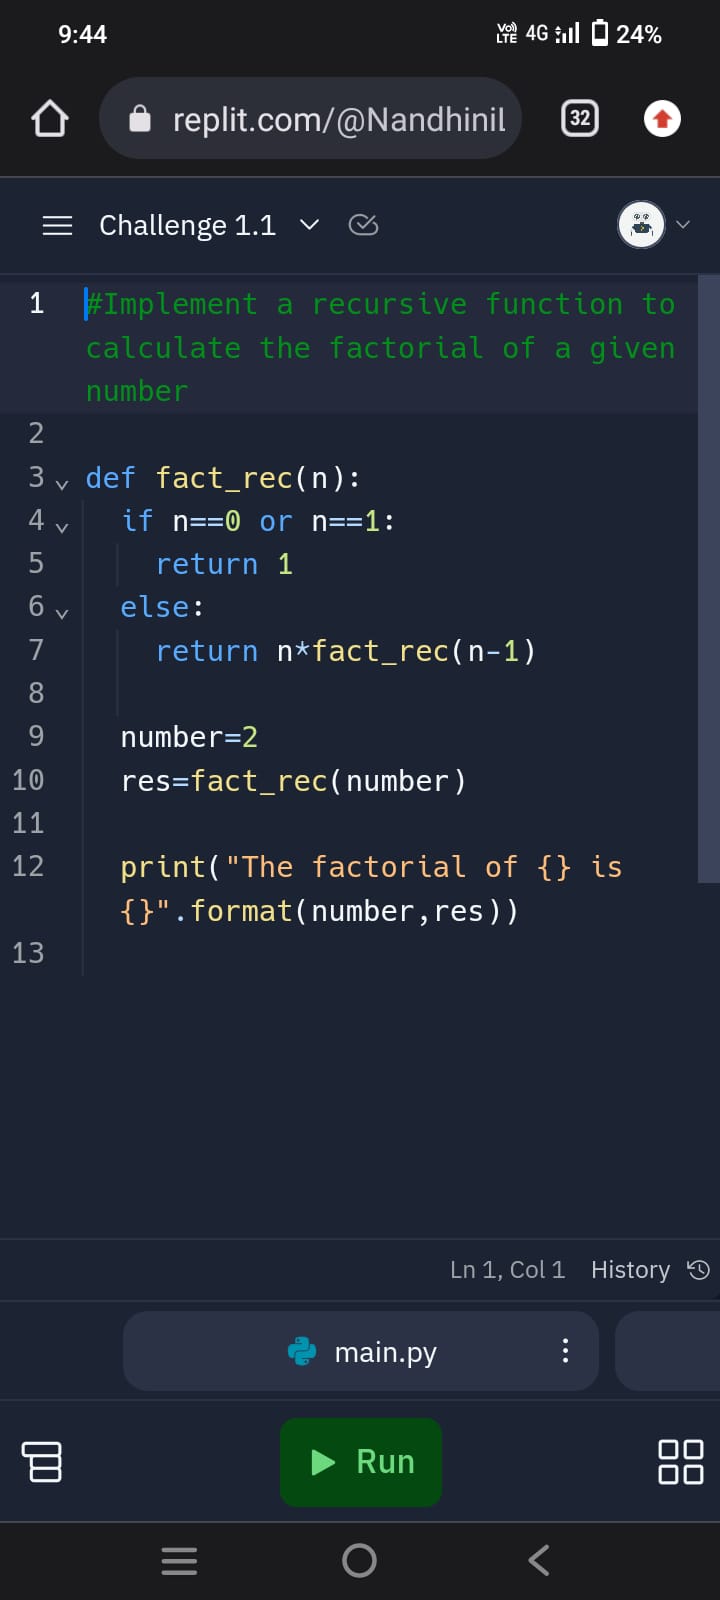 9:44
Vo)) LTE 4G 24%
replit.com/@Nandhinil
32
Challenge 1.1
1 #Implement a recursive function to
calculate the factorial of a given
number
2
3 def fact_rec(n):
4 if n==0 or n==1:
5 return 1
6 else:
7 return n*fact_rec(n-1)
8
9 number=2
10 res=fact_rec(number)
11
12 print("The factorial of {} is
{}".format(number,res))
13
Ln 1, Col 1 History
main.py
Run